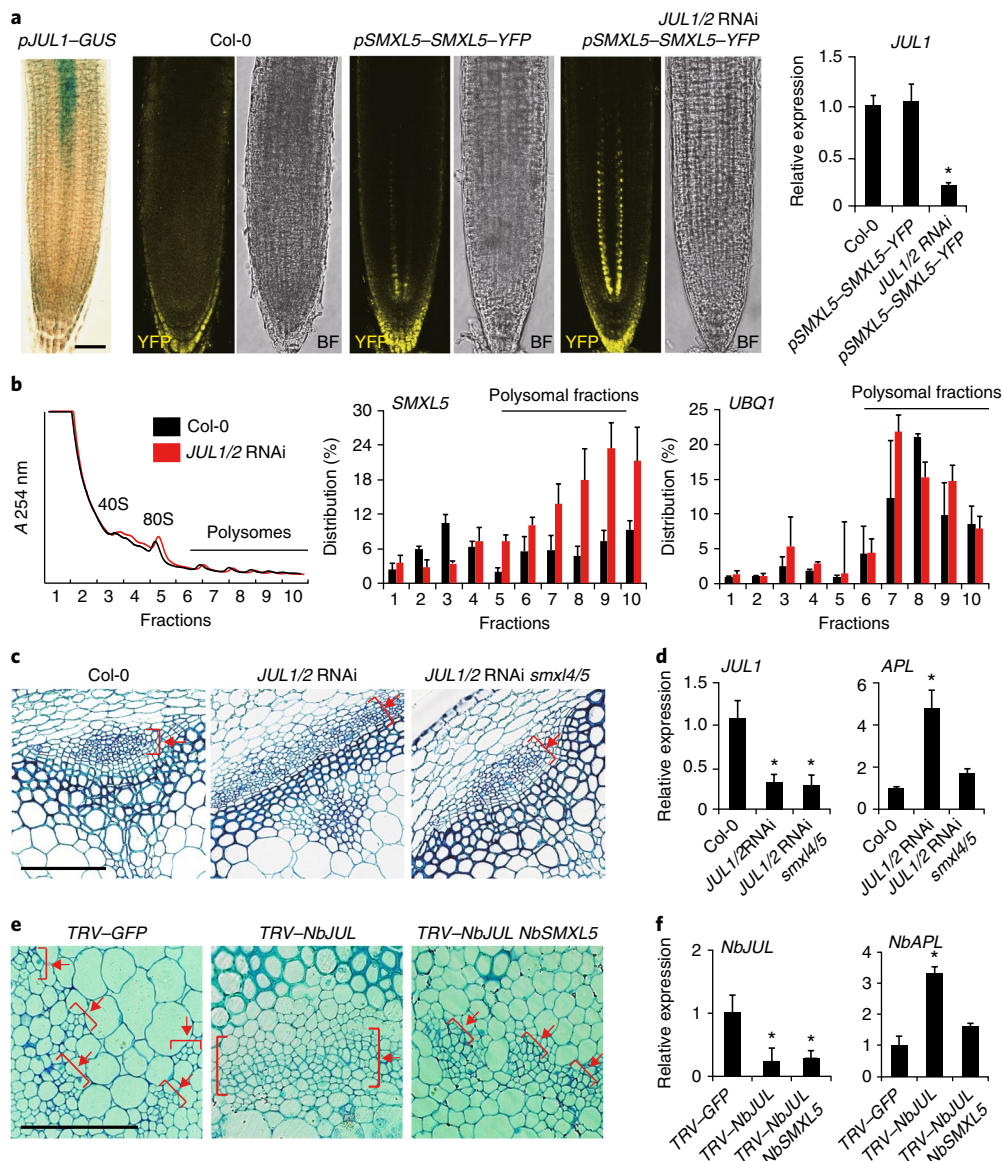 a
pJUL1–GUS
Col-0
pSMXL5–SMXL5–YFP
JUL1/2 RNAi
pSMXL5–SMXL5–YFP
YFP
BF
YFP
BF
YFP
BF
JUL1
Relative expression
1.5
1.0
0.5
0
*
Col-0
pSMXL5–SMXL5–YFP
JUL1/2 RNAi
pSMXL5–SMXL5–YFP
b
A 254 nm
Col-0
JUL1/2 RNAi
40S
80S
Polysomes
1 2 3 4 5 6 7 8 9 10
Fractions
SMXL5
Polysomal fractions
Distribution (%)
30
24
18
12
6
0
1 2 3 4 5 6 7 8 9 10
Fractions
UBQ1
Polysomal fractions
Distribution (%)
25
20
15
10
5
0
1 2 3 4 5 6 7 8 9 10
Fractions
c
Col-0
JUL1/2 RNAi
JUL1/2 RNAi smxl4/5
d
JUL1
Relative expression
1.5
1.0
0.5
0
* *
Col-0
JUL1/2RNAi
JUL1/2 RNAi
smxl4/5
APL
6
4
2
0
*
Col-0
JUL1/2 RNAi
JUL1/2 RNAi
smxl4/5
e
TRV–GFP
TRV–NbJUL
TRV–NbJUL NbSMXL5
f
NbJUL
Relative expression
2
1
0
* *
TRV–GFP
TRV–NbJUL
TRV–NbJUL
NbSMXL5
NbAPL
4
3
2
1
0
*
TRV–GFP
TRV–NbJUL
TRV–NbJUL
NbSMXL5